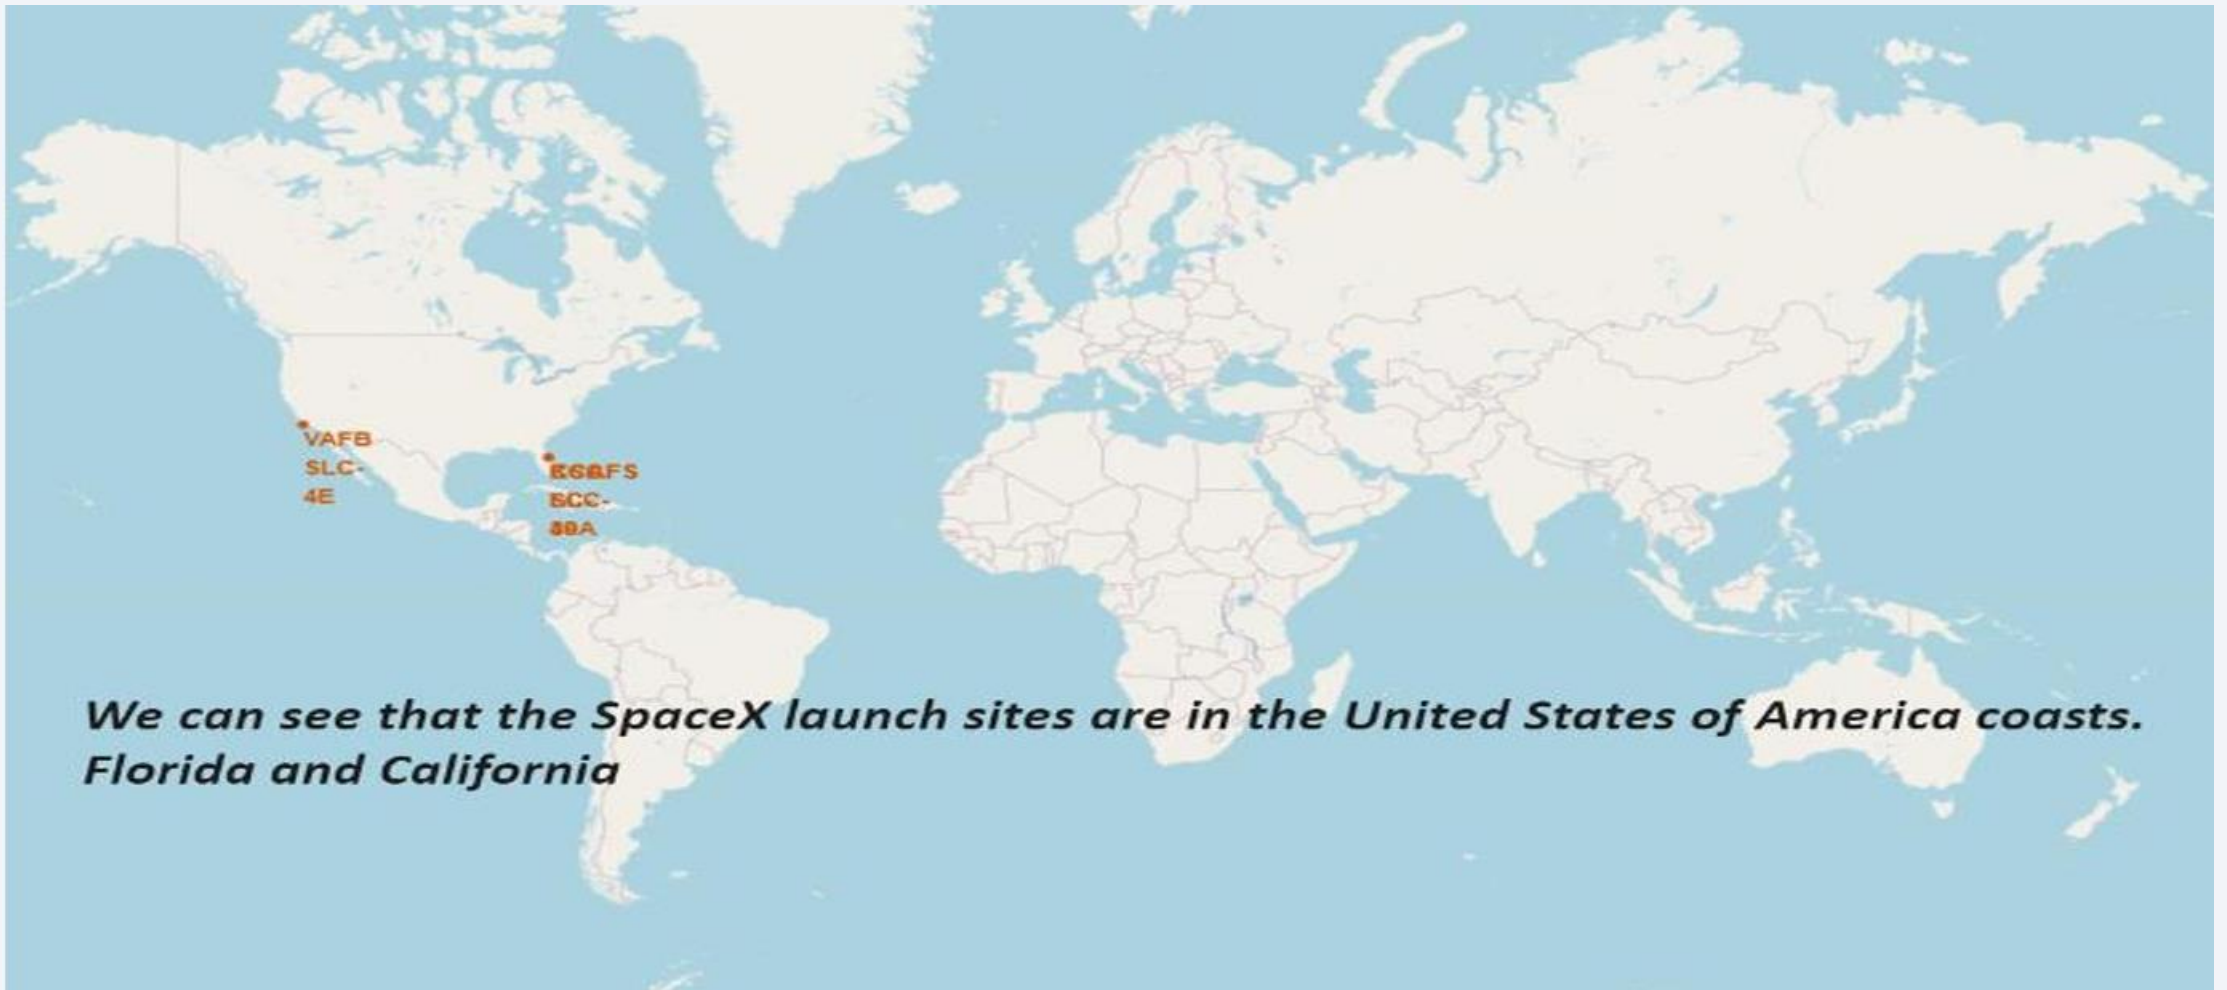 VAFB
SLC-
4E
We can see that the SpaceX launch sites are in the United States of America coasts.
Florida and California